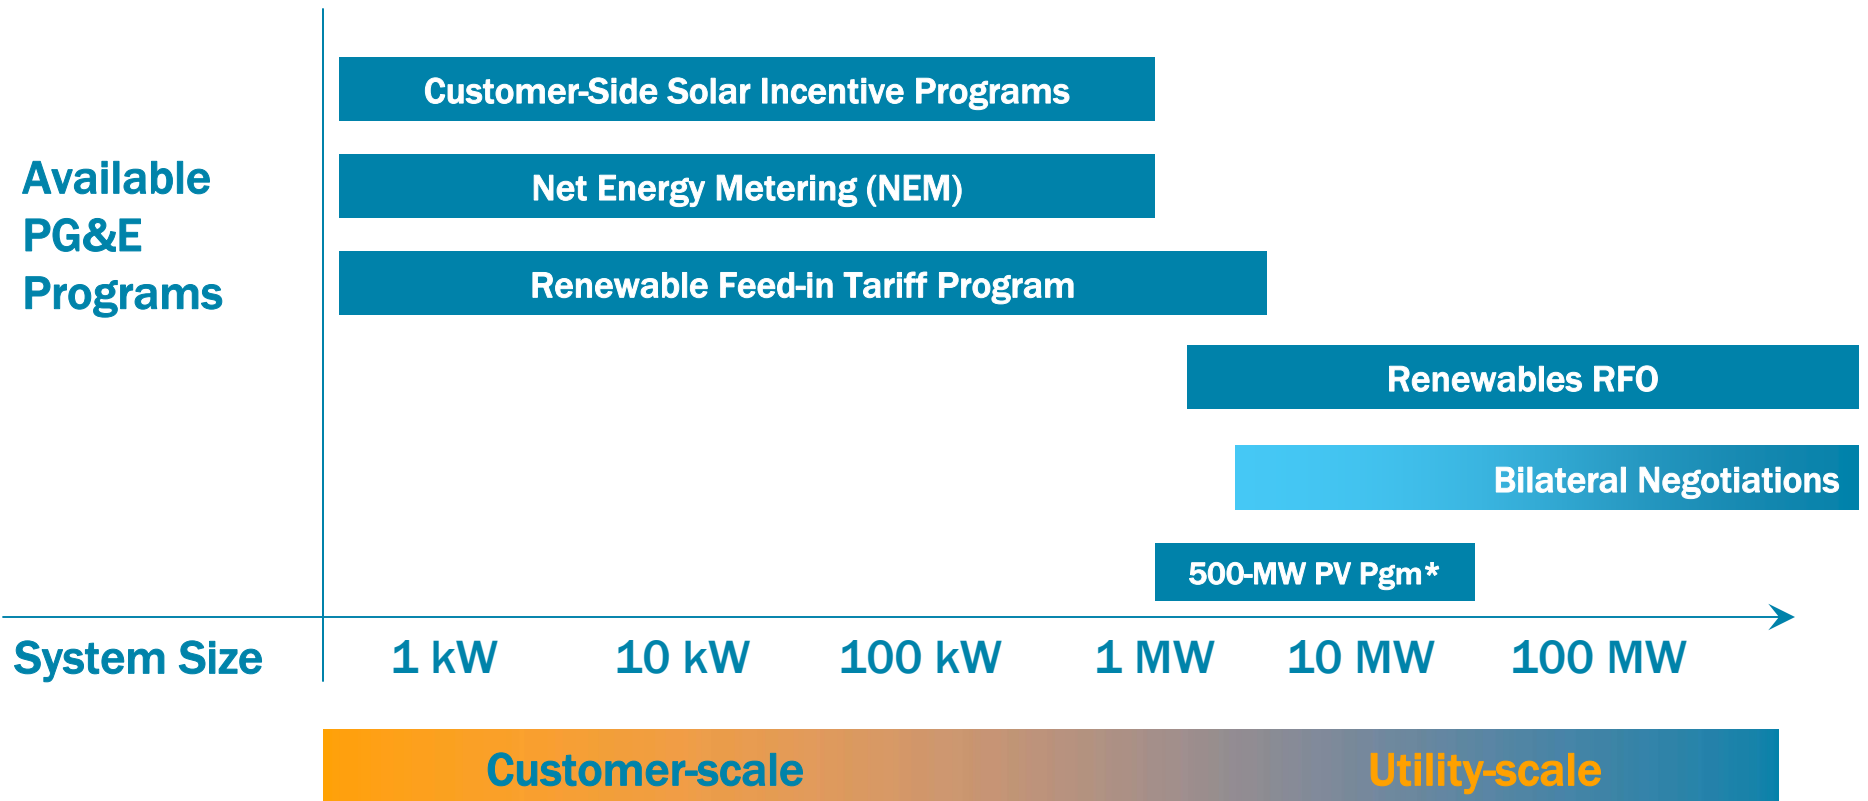 Customer-Side Solar Incentive Programs
Net Energy Metering (NEM)
Available
PG&E
Programs
Renewable Feed-in Tariff Program
Renewables RFO
Bilateral Negotiations
500-MW PV Pgm*
System Size
1 kW
10 kW
100 kW
1 MW
10 MW
100 MW
Customer-scale
Utility-scale